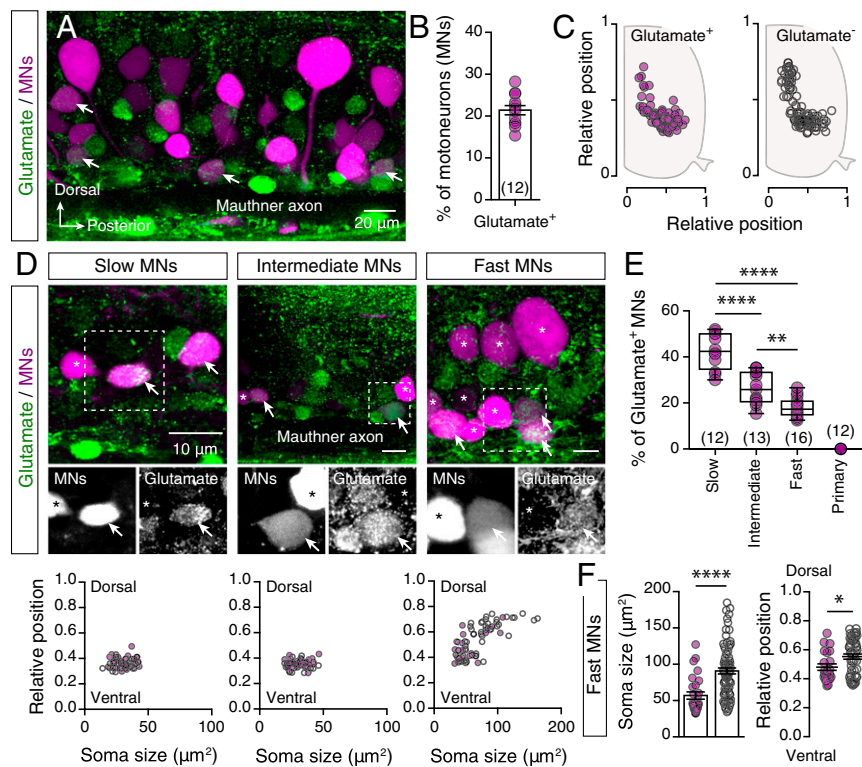 A
Glutamate / MNs
Dorsal
Posterior
Mauthner axon
20 µm
B
% of motoneurons (MNs)
40
30
20
10
0
(12)
Glutamate+
C
Glutamate+
Glutamate-
Relative position
1
0
1
0
0
1
0
1
Relative position
D
Slow MNs
Intermediate MNs
Fast MNs
Glutamate / MNs
* * * * * * * * * *
10 µm
Mauthner axon
MNs
Glutamate
MNs
Glutamate
MNs
Glutamate
* * * * * *
Relative position
1.0
0.8
0.6
0.4
0.2
0
Dorsal
Ventral
0 50 100
Soma size (µm²)
1.0
0.8
0.6
0.4
0.2
0
Dorsal
Ventral
0 50 100
Soma size (µm²)
1.0
0.8
0.6
0.4
0.2
0
Dorsal
Ventral
0 100 200
Soma size (µm²)
E
% of Glutamate+ MNs
60
40
20
0
****
****
**
(12)
(13)
(16)
(12)
Slow
Intermediate
Fast
Primary
F
Fast MNs
Soma size (µm²)
200
150
100
50
0
****
Relative position
Dorsal
1.0
0.8
0.6
0.4
0.2
0
*
Ventral